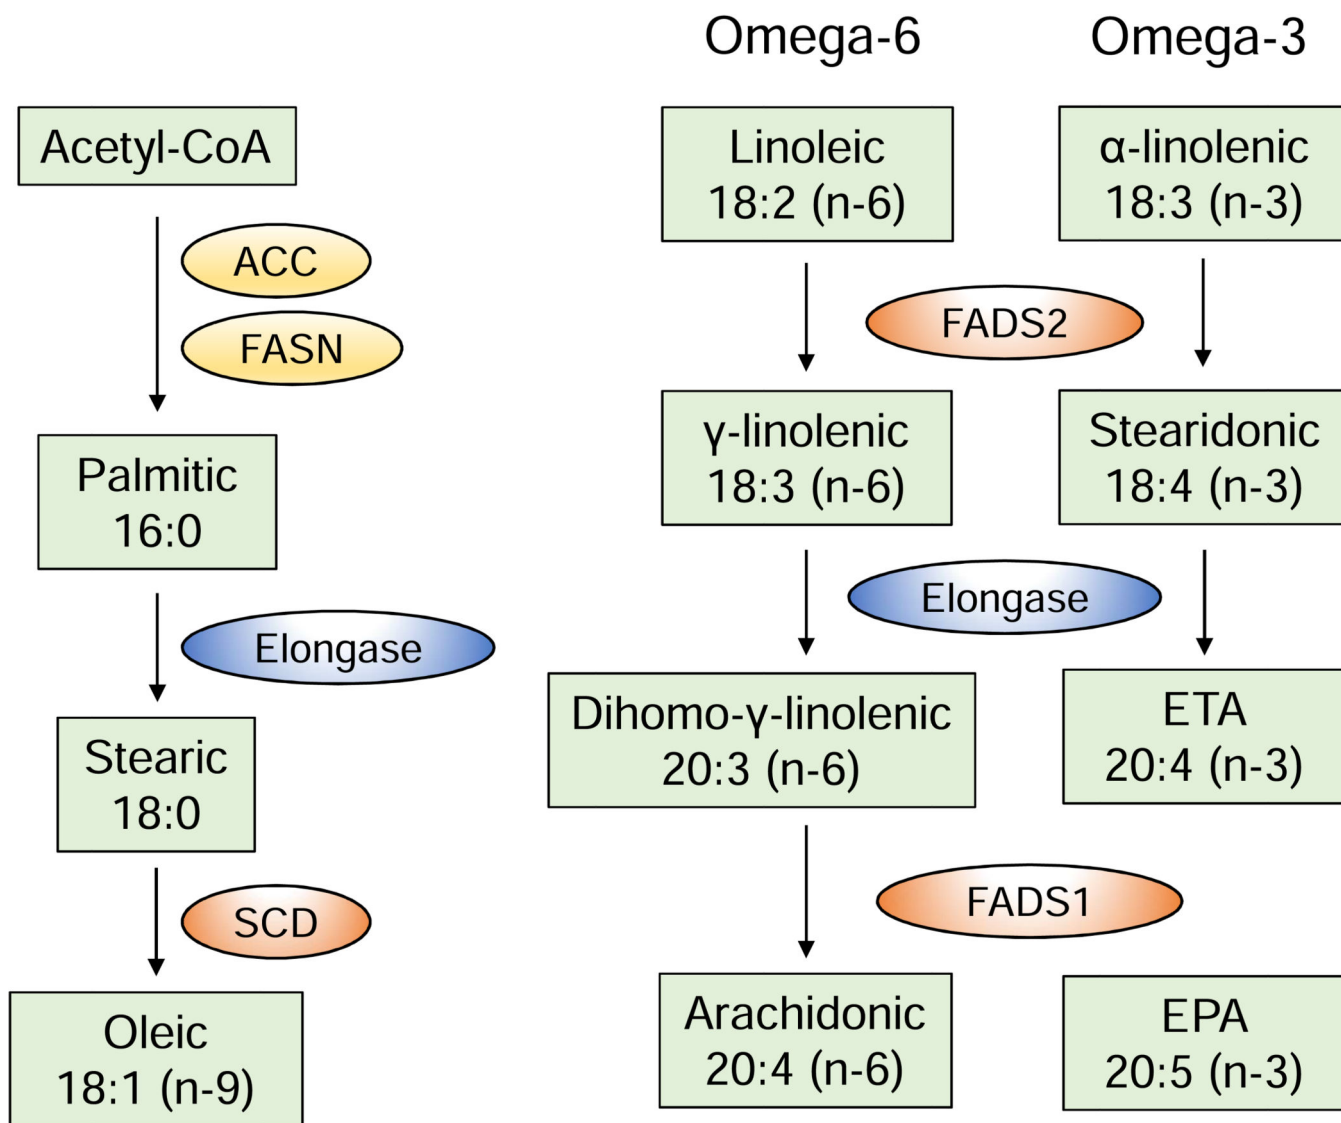 Omega-6
Omega-3
Acetyl-CoA
ACC
FASN
Palmitic
16:0
Elongase
Stearic
18:0
SCD
Oleic
18:1 (n-9)
Linoleic
18:2 (n-6)
α-linolenic
18:3 (n-3)
FADS2
γ-linolenic
18:3 (n-6)
Stearidonic
18:4 (n-3)
Elongase
Dihomo-γ-linolenic
20:3 (n-6)
ETA
20:4 (n-3)
FADS1
Arachidonic
20:4 (n-6)
EPA
20:5 (n-3)